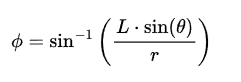 ϕ = sin⁻¹ ( L · sin(θ) / r )